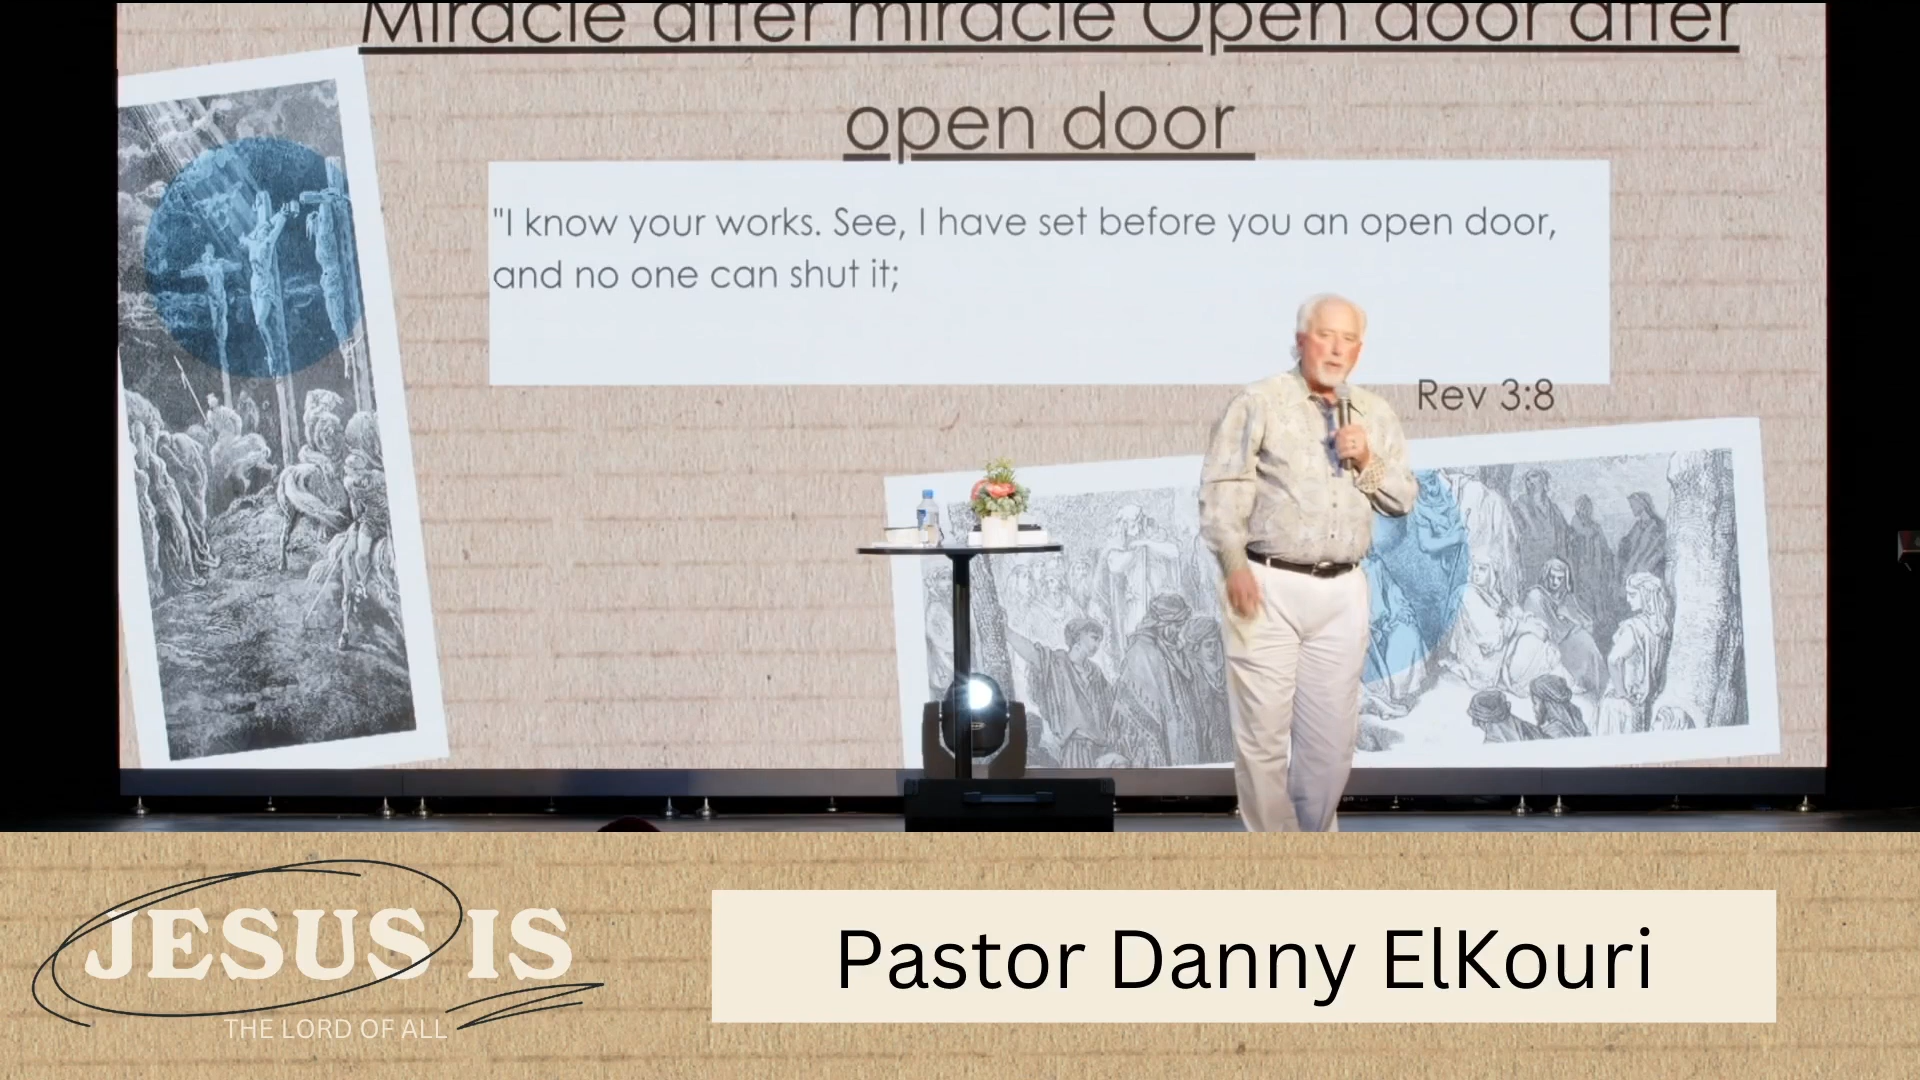 Miracle after miracle Open door after
open door
"I know your works. See, I have set before you an open door,
and no one can shut it;
Rev 3:8
JESUS IS
THE LORD OF ALL
Pastor Danny ElKouri